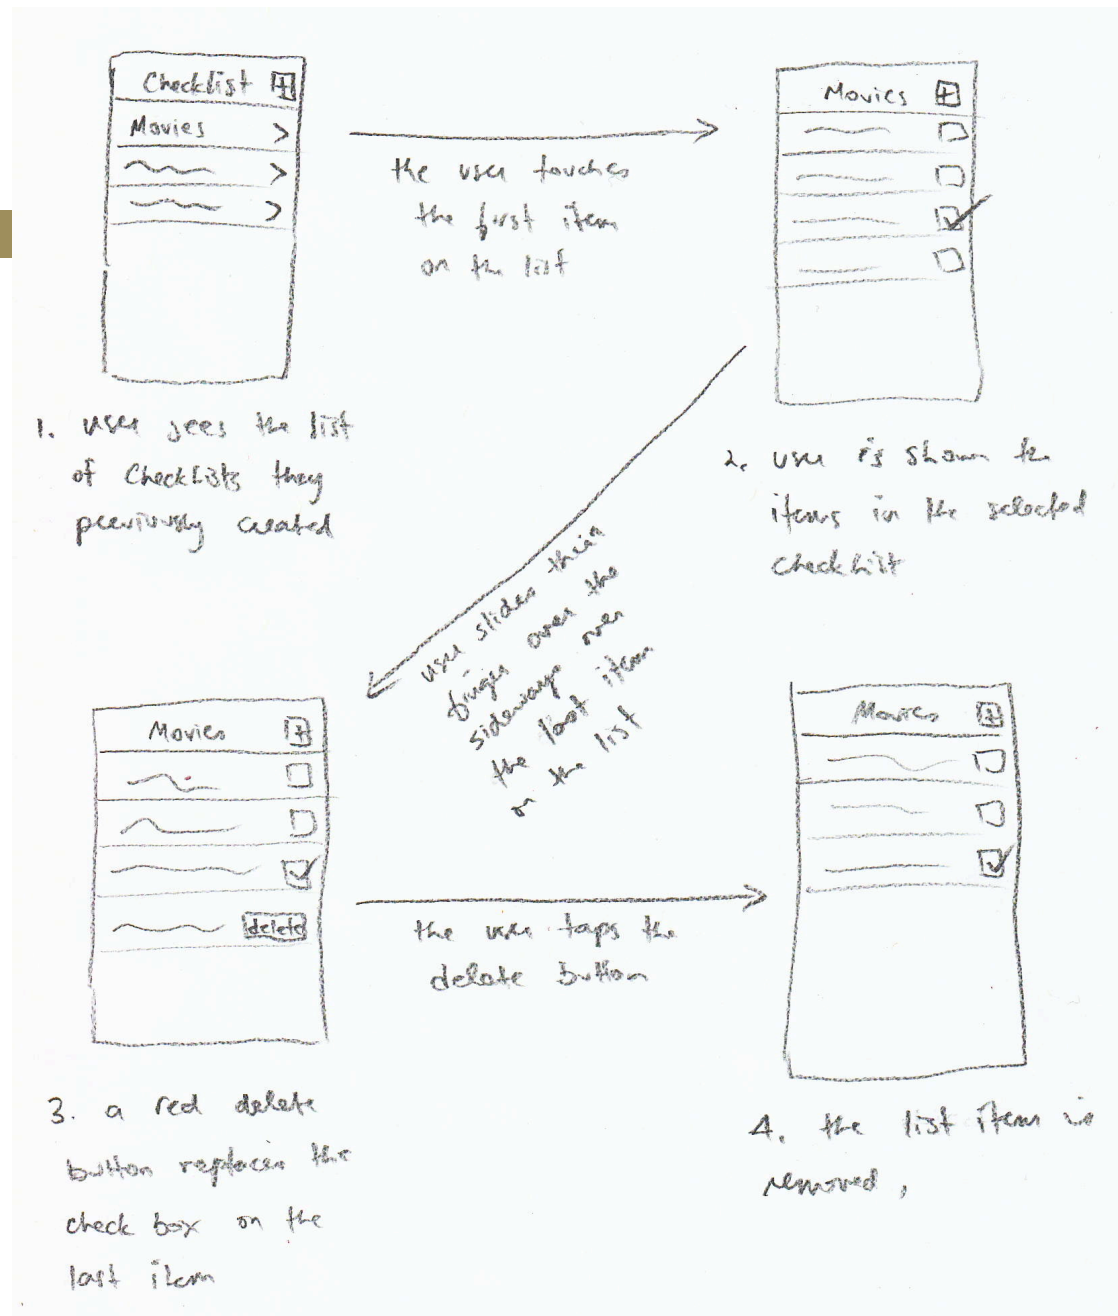 Checklist +
Movies >
>
>
the user touches
the first item
on the list
Movies +
1. user sees the list
of checklists they
previously created
2. user is shown the
items in the selected
checklist
user slides their
finger over the
sideways over
the last item
on the list
Movies +
delete
the user taps the
delete button
Movies +
3. a red delete
button replaces the
check box on the
last item
4. the list item is
removed,